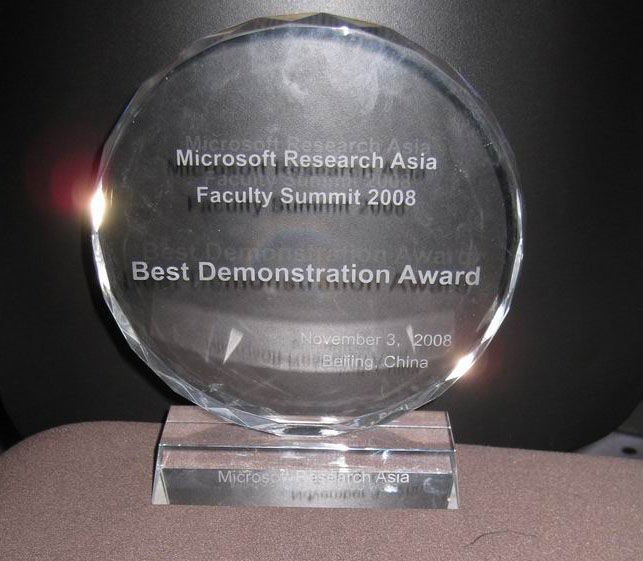 Microsoft Research Asia
Faculty Summit 2008
Best Demonstration Award
November 3, 2008
Beijing, China
Microsoft Research Asia